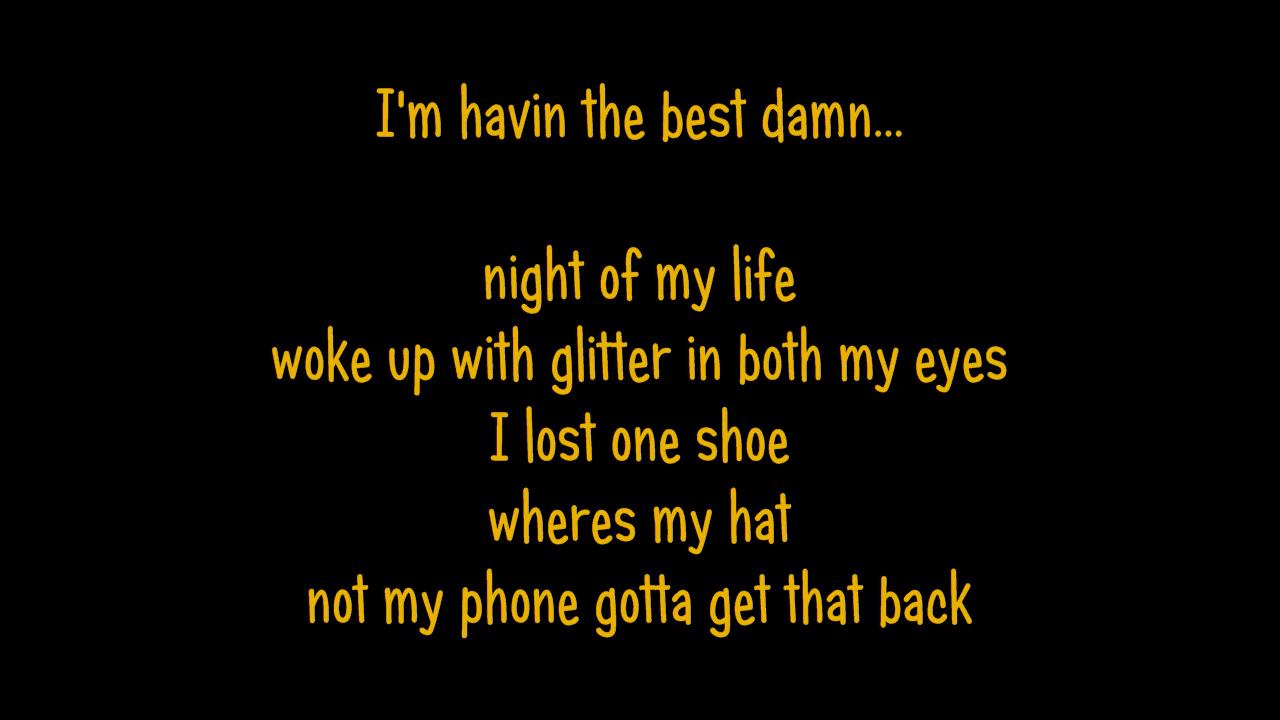 I'm havin the best damn...
night of my life
woke up with glitter in both my eyes
I lost one shoe
wheres my hat
not my phone gotta get that back